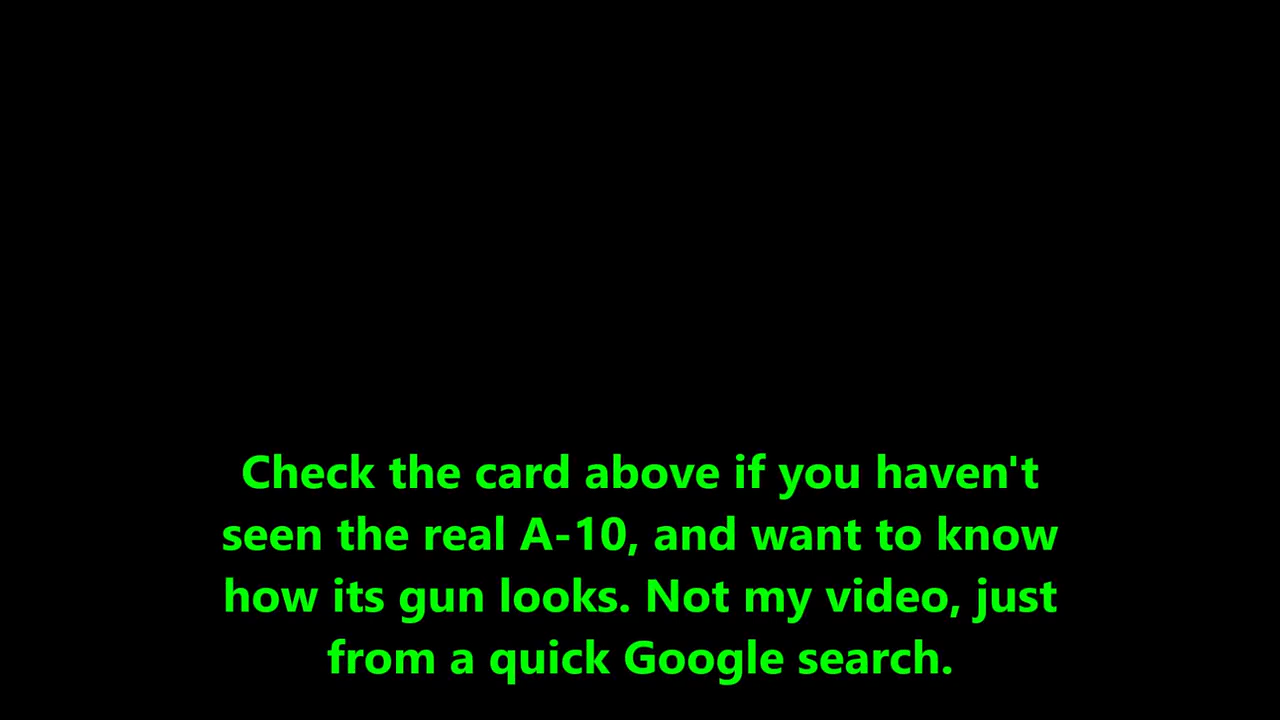 Check the card above if you haven't
seen the real A-10, and want to know
how its gun looks. Not my video, just
from a quick Google search.